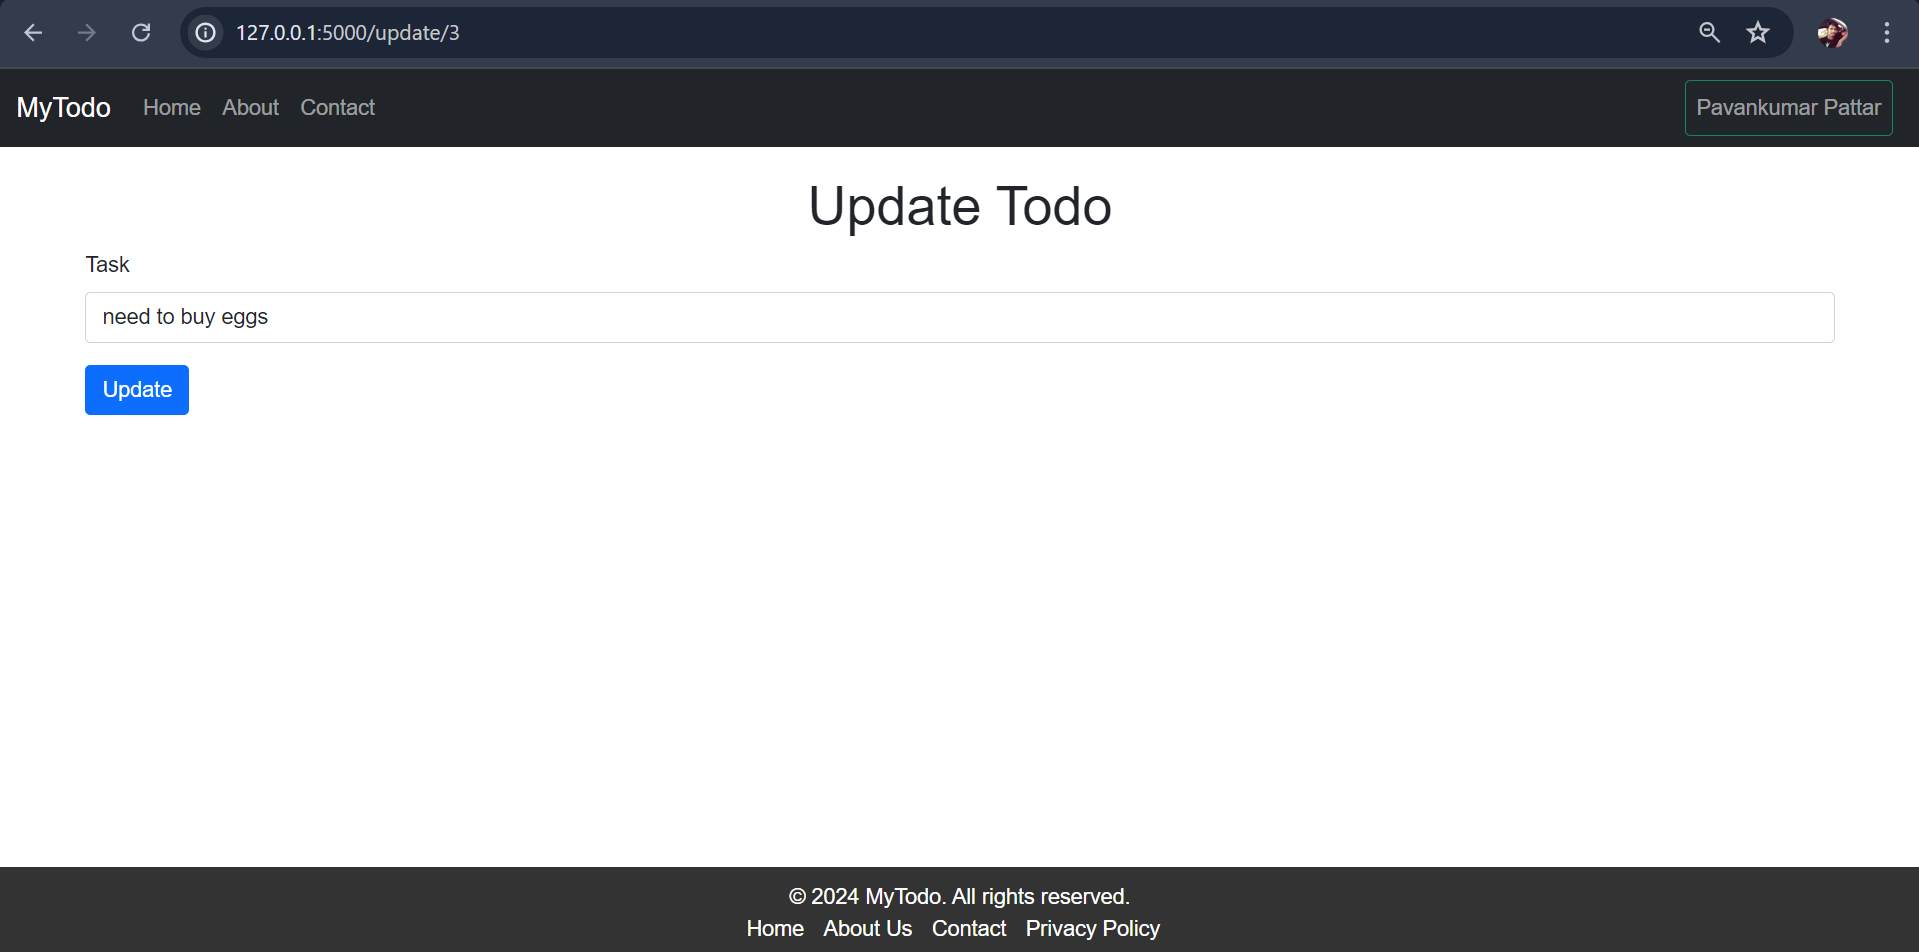 127.0.0.1:5000/update/3
MyTodo Home About Contact Pavankumar Pattar
Update Todo
Task
need to buy eggs
Update
© 2024 MyTodo. All rights reserved.
Home About Us Contact Privacy Policy